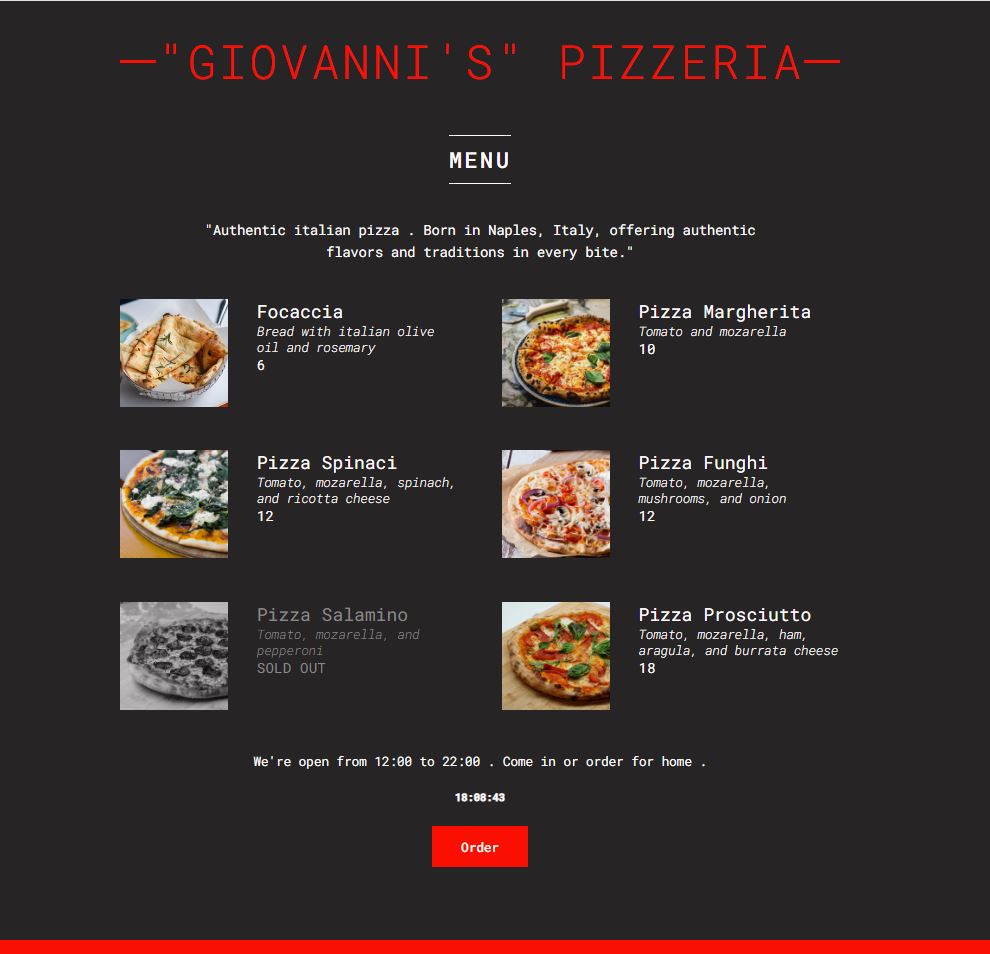 —"GIOVANNI'S" PIZZERIA—
MENU
"Authentic italian pizza . Born in Naples, Italy, offering authentic
flavors and traditions in every bite."
Focaccia
Bread with italian olive
oil and rosemary
6
Pizza Margherita
Tomato and mozarella
10
Pizza Spinaci
Tomato, mozarella, spinach,
and ricotta cheese
12
Pizza Funghi
Tomato, mozarella,
mushrooms, and onion
12
Pizza Salamino
Tomato, mozarella, and
pepperoni
SOLD OUT
Pizza Prosciutto
Tomato, mozarella, ham,
aragula, and burrata cheese
18
We're open from 12:00 to 22:00 . Come in or order for home .
18:08:43
Order